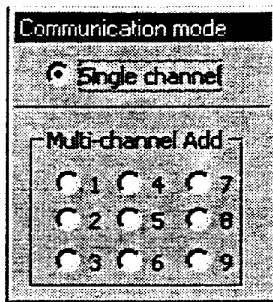 Communication mode
Single channel
Multi-channel Add
1 4 7
2 5 8
3 6 9